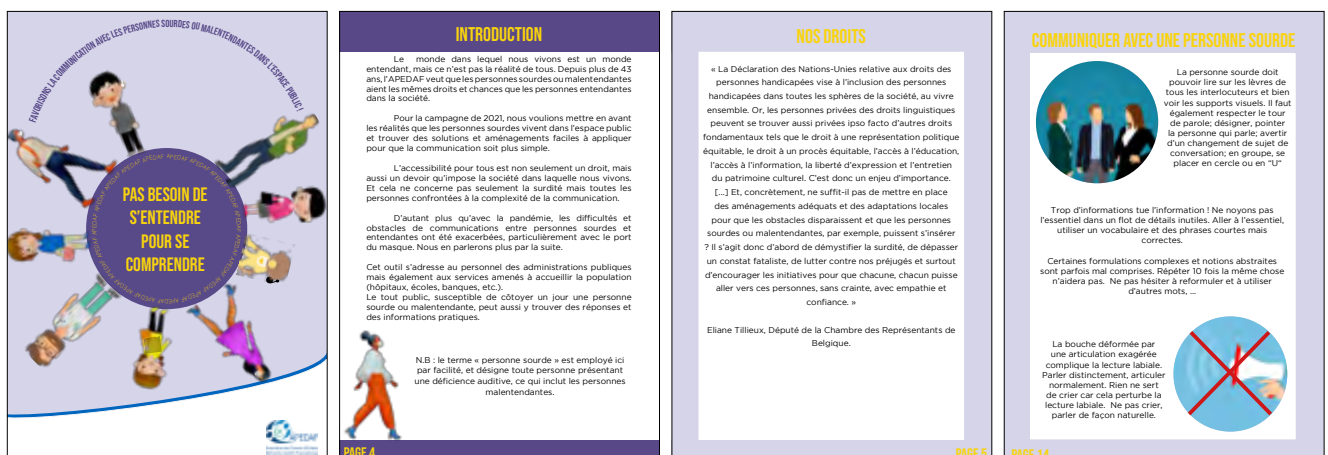 FAVORISONS LA COMMUNICATION AVEC LES PERSONNES SOURDES OU MALENTENDANTES DANS L'ESPACE PUBLIC !
APEDAF APEDAF APEDAF APEDAF APEDAF
PAS BESOIN DE
S'ENTENDRE
POUR SE
COMPRENDRE
APEDAF
INTRODUCTION
Le monde dans lequel nous vivons est un monde
entendant, mais ce n'est pas la réalité de tous. Depuis plus de 43
ans, l'APEDAF veut que les personnes sourdes ou malentendantes
aient les mêmes droits et chances que les personnes entendantes
dans la société.
Pour la campagne de 2021, nous voulions mettre en avant
les réalités que les personnes sourdes vivent dans l'espace public
et trouver des solutions et aménagements faciles à appliquer
pour que la communication soit plus simple.
L'accessibilité pour tous est non seulement un droit, mais
aussi un devoir qu'impose la société dans laquelle nous vivons.
Et cela ne concerne pas seulement la surdité mais toutes les
personnes confrontées à la complexité de la communication.
D'autant plus qu'avec la pandémie, les difficultés et
obstacles de communications entre personnes sourdes et
entendantes ont été exacerbées, particulièrement avec le port
du masque. Nous en parlerons plus par la suite.
Cet outil s'adresse au personnel des administrations publiques
mais également aux services amenés à accueillir la population
(hôpitaux, écoles, banques, etc.).
Le tout public, susceptible de côtoyer un jour une personne
sourde ou malentendante, peut aussi y trouver des réponses et
des informations pratiques.
N.B : le terme « personne sourde » est employé ici
par facilité, et désigne toute personne présentant
une déficience auditive, ce qui inclut les personnes
malentendantes.
PAGE 4
NOS DROITS
« La Déclaration des Nations-Unies relative aux droits des
personnes handicapées vise à l'inclusion des personnes
handicapées dans toutes les sphères de la société, au vivre
ensemble. Or, les personnes privées des droits linguistiques
peuvent se trouver aussi privées ipso facto d'autres droits
fondamentaux tels que le droit à une représentation politique
équitable, le droit à un procès équitable, l'accès à l'éducation,
l'accès à l'information, la liberté d'expression et l'entretien
du patrimoine culturel. C'est donc un enjeu d'importance.
[...] Et, concrètement, ne suffit-il pas de mettre en place
des aménagements adéquats et des adaptations locales
pour que les obstacles disparaissent et que les personnes
sourdes ou malentendantes, par exemple, puissent s'insérer
? Il s'agit donc d'abord de démystifier la surdité, de dépasser
un constat fataliste, de lutter contre nos préjugés et surtout
d'encourager les initiatives pour que chacune, chacun puisse
aller vers ces personnes, sans crainte, avec empathie et
confiance. »
Eliane Tillieux, Député de la Chambre des Représentants de
Belgique.
PAGE 5
COMMUNIQUER AVEC UNE PERSONNE SOURDE
La personne sourde doit
pouvoir lire sur les lèvres de
tous les interlocuteurs et bien
voir les supports visuels. Il faut
également respecter le tour
de parole; désigner, pointer
la personne qui parle; avertir
d'un changement de sujet de
conversation; en groupe, se
placer en cercle ou en "U"
Trop d'informations tue l'information ! Ne noyons pas
l'essentiel dans un flot de détails inutiles. Aller à l'essentiel,
utiliser un vocabulaire et des phrases courtes mais
correctes.
Certaines formulations complexes et notions abstraites
sont parfois mal comprises. Répéter 10 fois la même chose
n'aidera pas. Ne pas hésiter à reformuler et à utiliser
d'autres mots, ...
La bouche déformée par
une articulation exagérée
complique la lecture labiale.
Parler distinctement, articuler
normalement. Rien ne sert
de crier car cela perturbe la
lecture labiale. Ne pas crier,
parler de façon naturelle.
PAGE 14